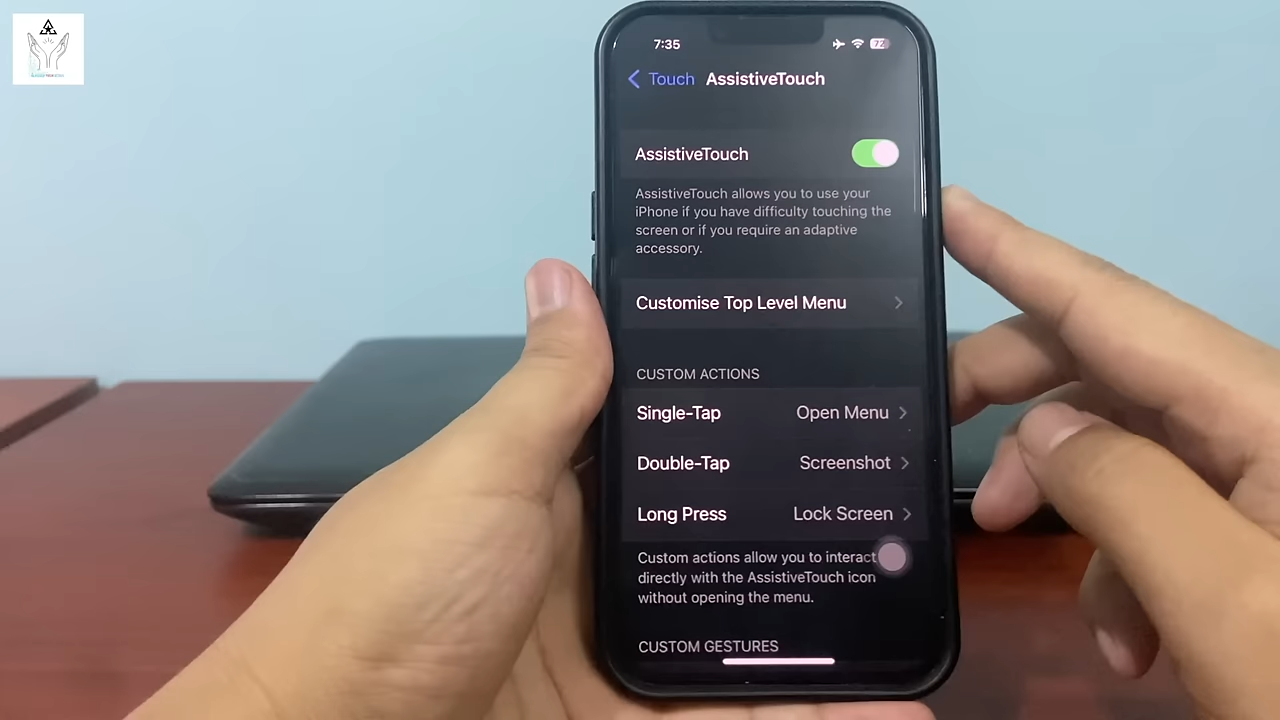 7:35
72
Touch
AssistiveTouch
AssistiveTouch
AssistiveTouch allows you to use your
iPhone if you have difficulty touching the
screen or if you require an adaptive
accessory.
Customise Top Level Menu
CUSTOM ACTIONS
Single-Tap Open Menu
Double-Tap Screenshot
Long Press Lock Screen
Custom actions allow you to interact
directly with the AssistiveTouch icon
without opening the menu.
CUSTOM GESTURES